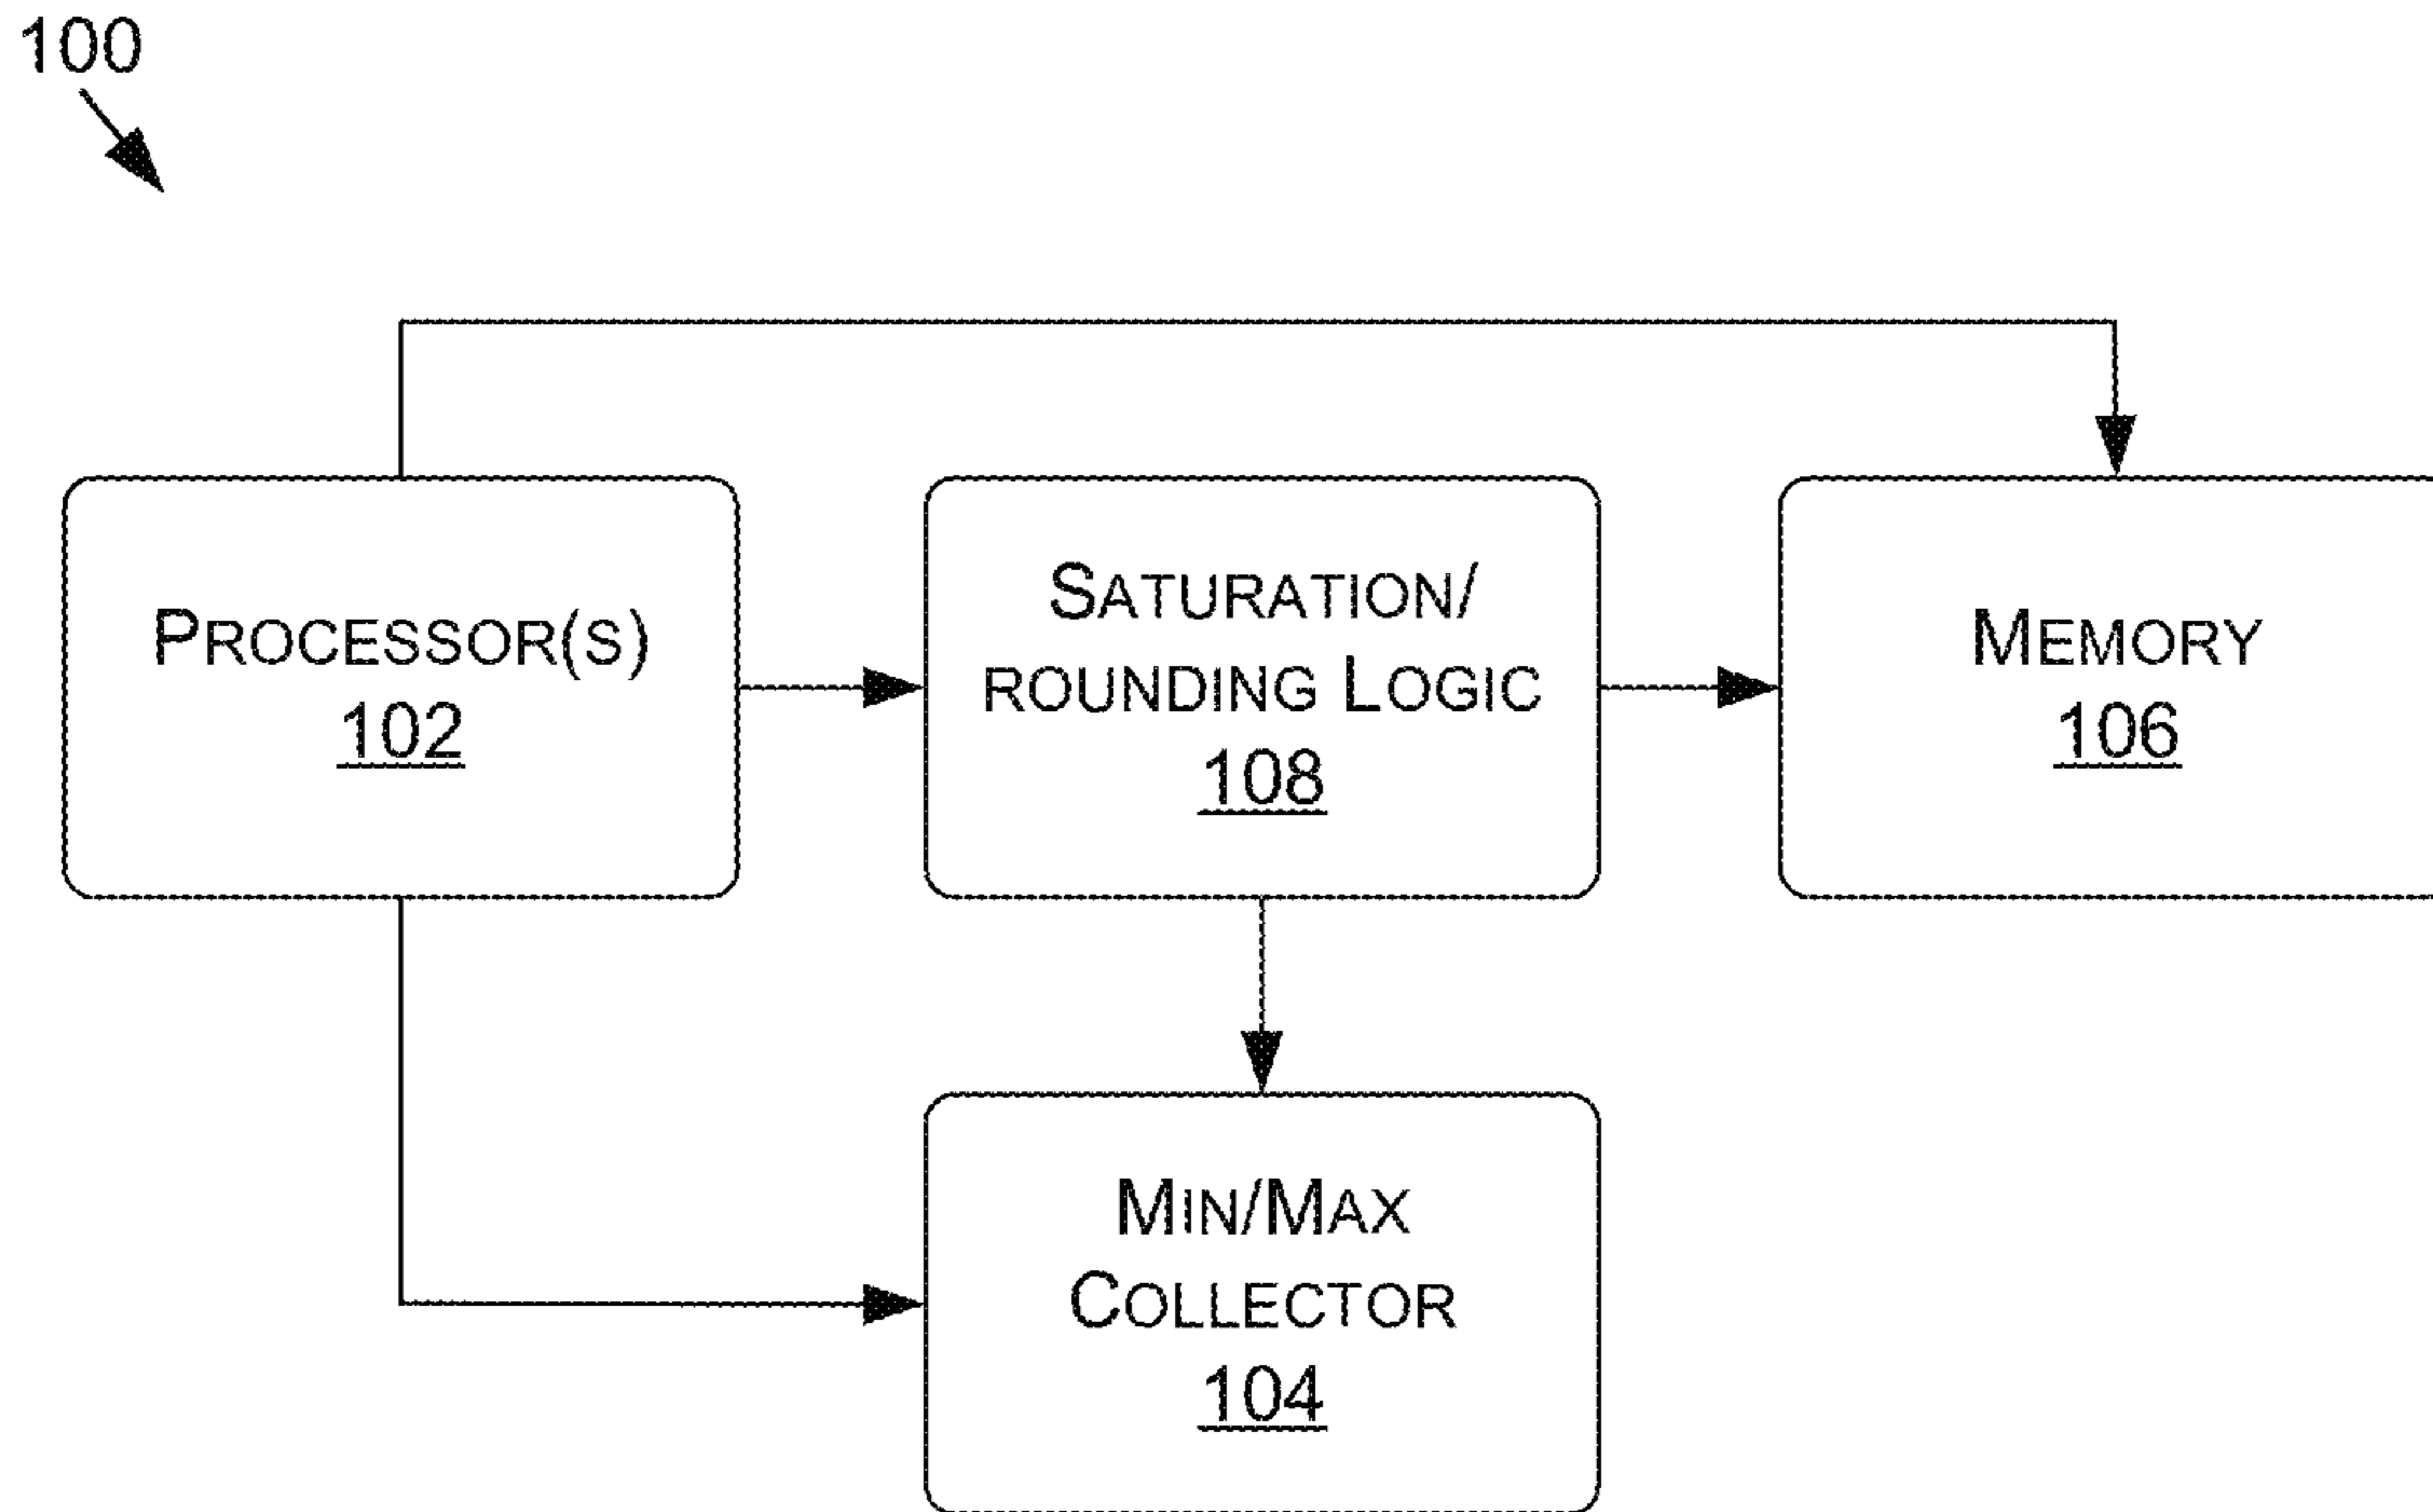 100
PROCESSOR(S)
102
SATURATION/
ROUNDING LOGIC
108
MEMORY
106
MIN/MAX
COLLECTOR
104